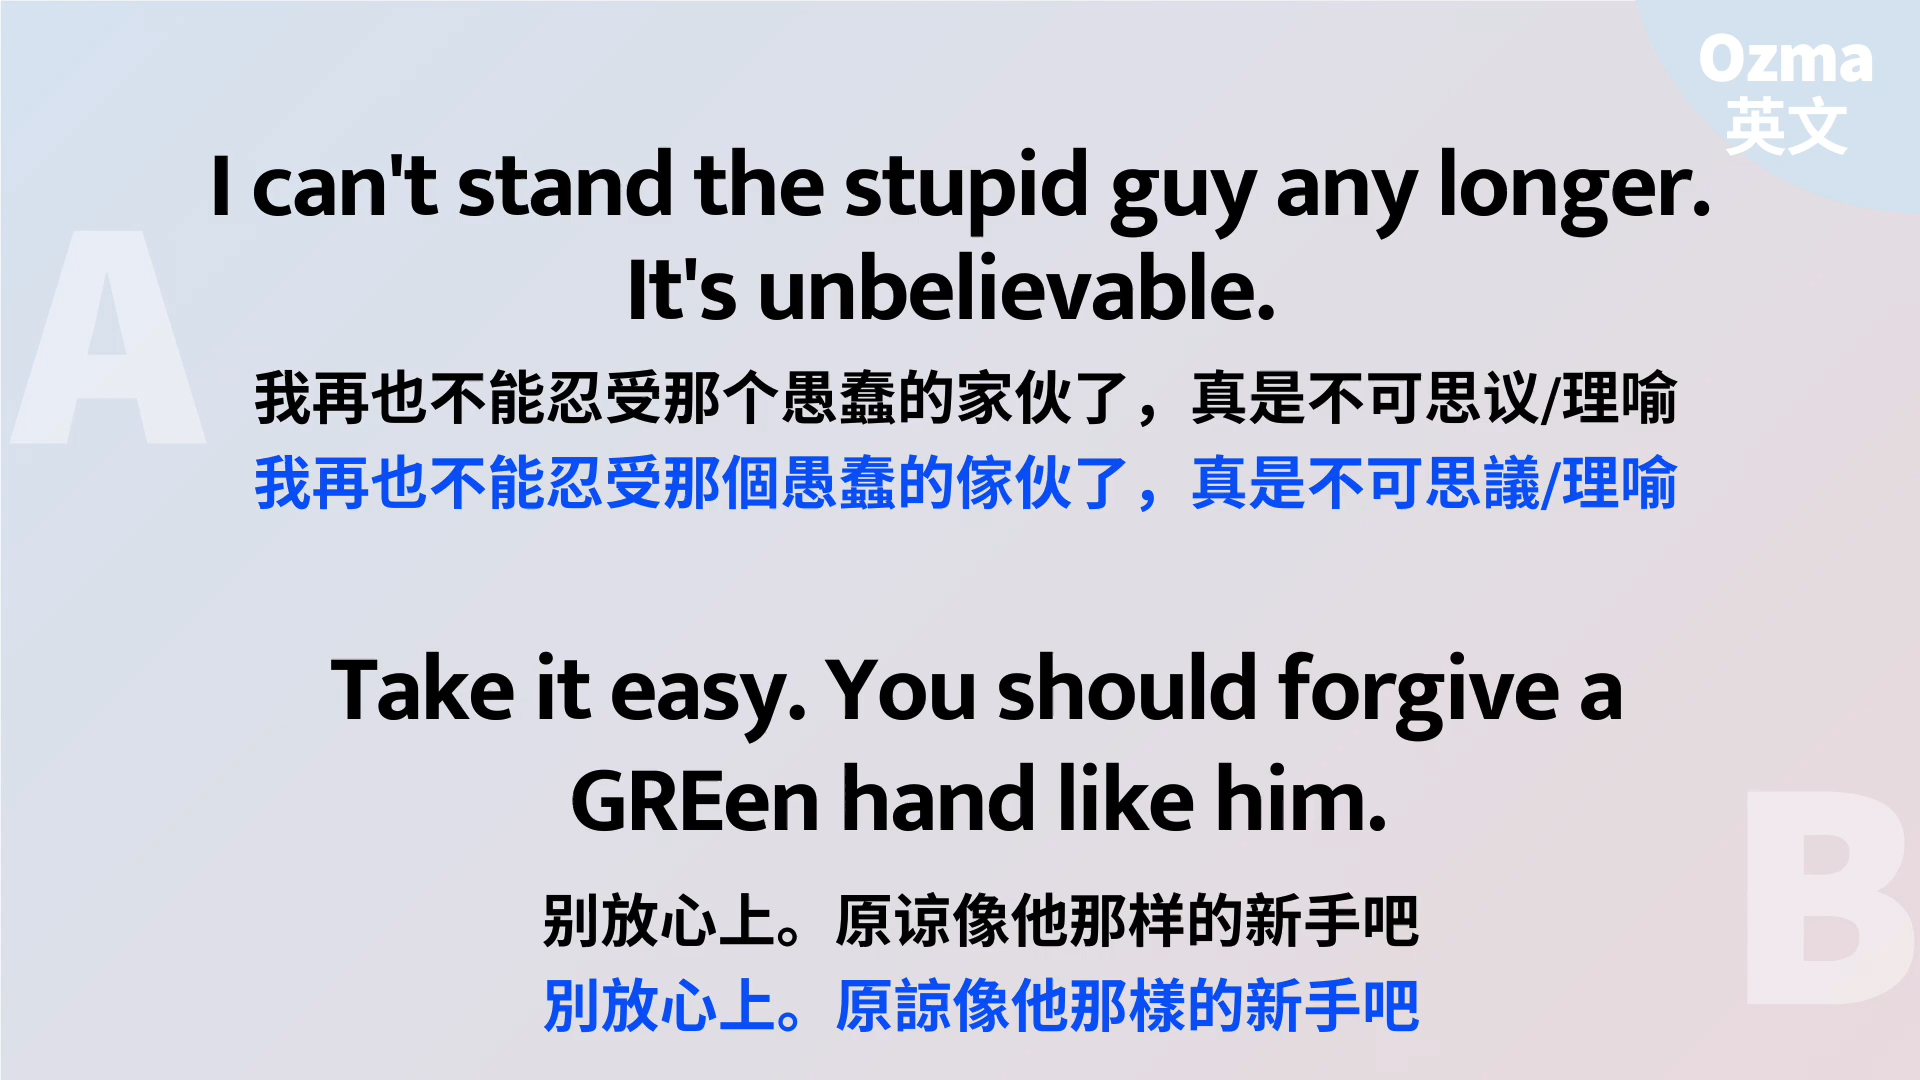 Ozma
英文
A
I can't stand the stupid guy any longer.
It's unbelievable.
我再也不能忍受那个愚蠢的家伙了，真是不可思议/理喻
我再也不能忍受那個愚蠢的傢伙了，真是不可思議/理喻
Take it easy. You should forgive a
GREen hand like him.
别放心上。原谅像他那样的新手吧
別放心上。原諒像他那樣的新手吧
B